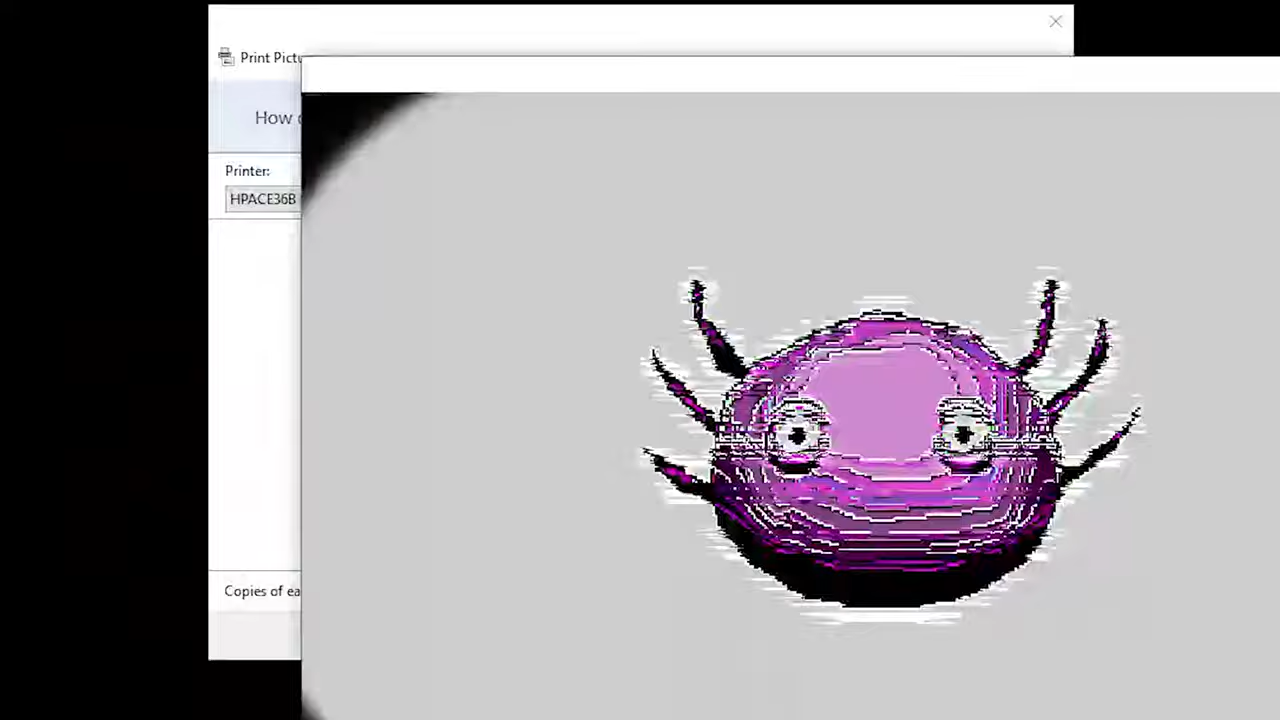 Print Pictu
How
Printer:
HPACE36B
Copies of ea